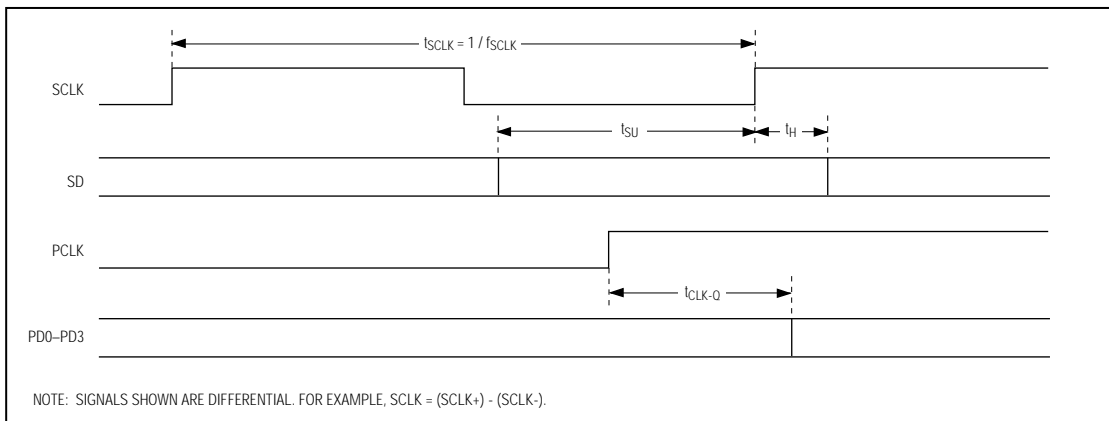 tSCLK = 1 / fSCLK
SCLK
tSU
tH
SD
PCLK
tCLK-Q
PD0–PD3
NOTE: SIGNALS SHOWN ARE DIFFERENTIAL. FOR EXAMPLE, SCLK = (SCLK+) - (SCLK-).